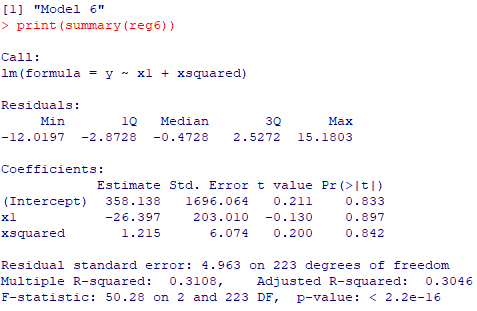 [1] "Model 6"
> print(summary(reg6))
Call:
lm(formula = y ~ x1 + xsquared)
Residuals:
     Min       1Q   Median       3Q      Max
-12.0197  -2.8728  -0.4728   2.5272  15.1803
Coefficients:
            Estimate Std. Error t value Pr(>|t|)
(Intercept)  358.138   1696.064   0.211    0.833
x1           -26.397    203.010  -0.130    0.897
xsquared       1.215      6.074   0.200    0.842
Residual standard error: 4.963 on 223 degrees of freedom
Multiple R-squared:  0.3108,    Adjusted R-squared:  0.3046
F-statistic: 50.28 on 2 and 223 DF,  p-value: < 2.2e-16